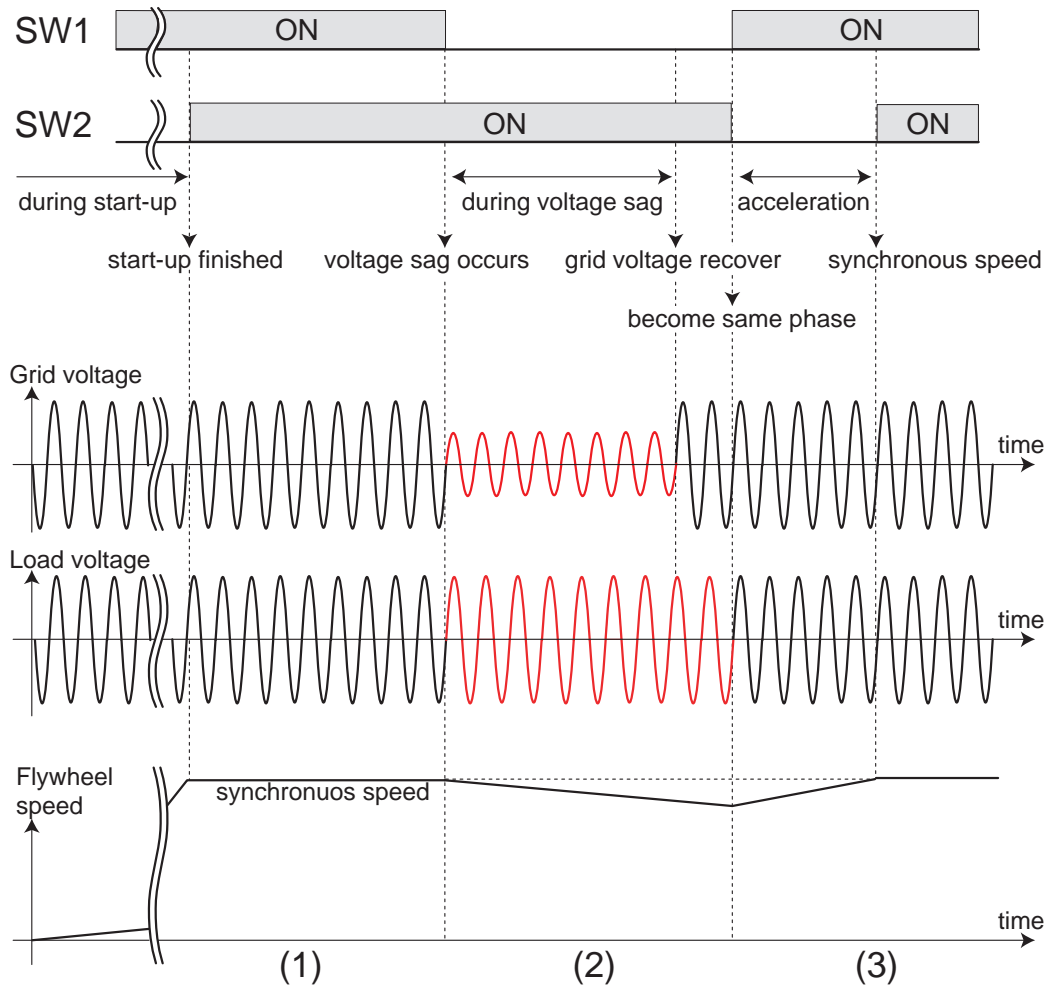 SW1
ON
ON
SW2
ON
ON
during start-up
during voltage sag
acceleration
start-up finished
voltage sag occurs
grid voltage recover
synchronous speed
become same phase
Grid voltage
time
Load voltage
time
Flywheel
speed
synchronuos speed
time
(1)
(2)
(3)